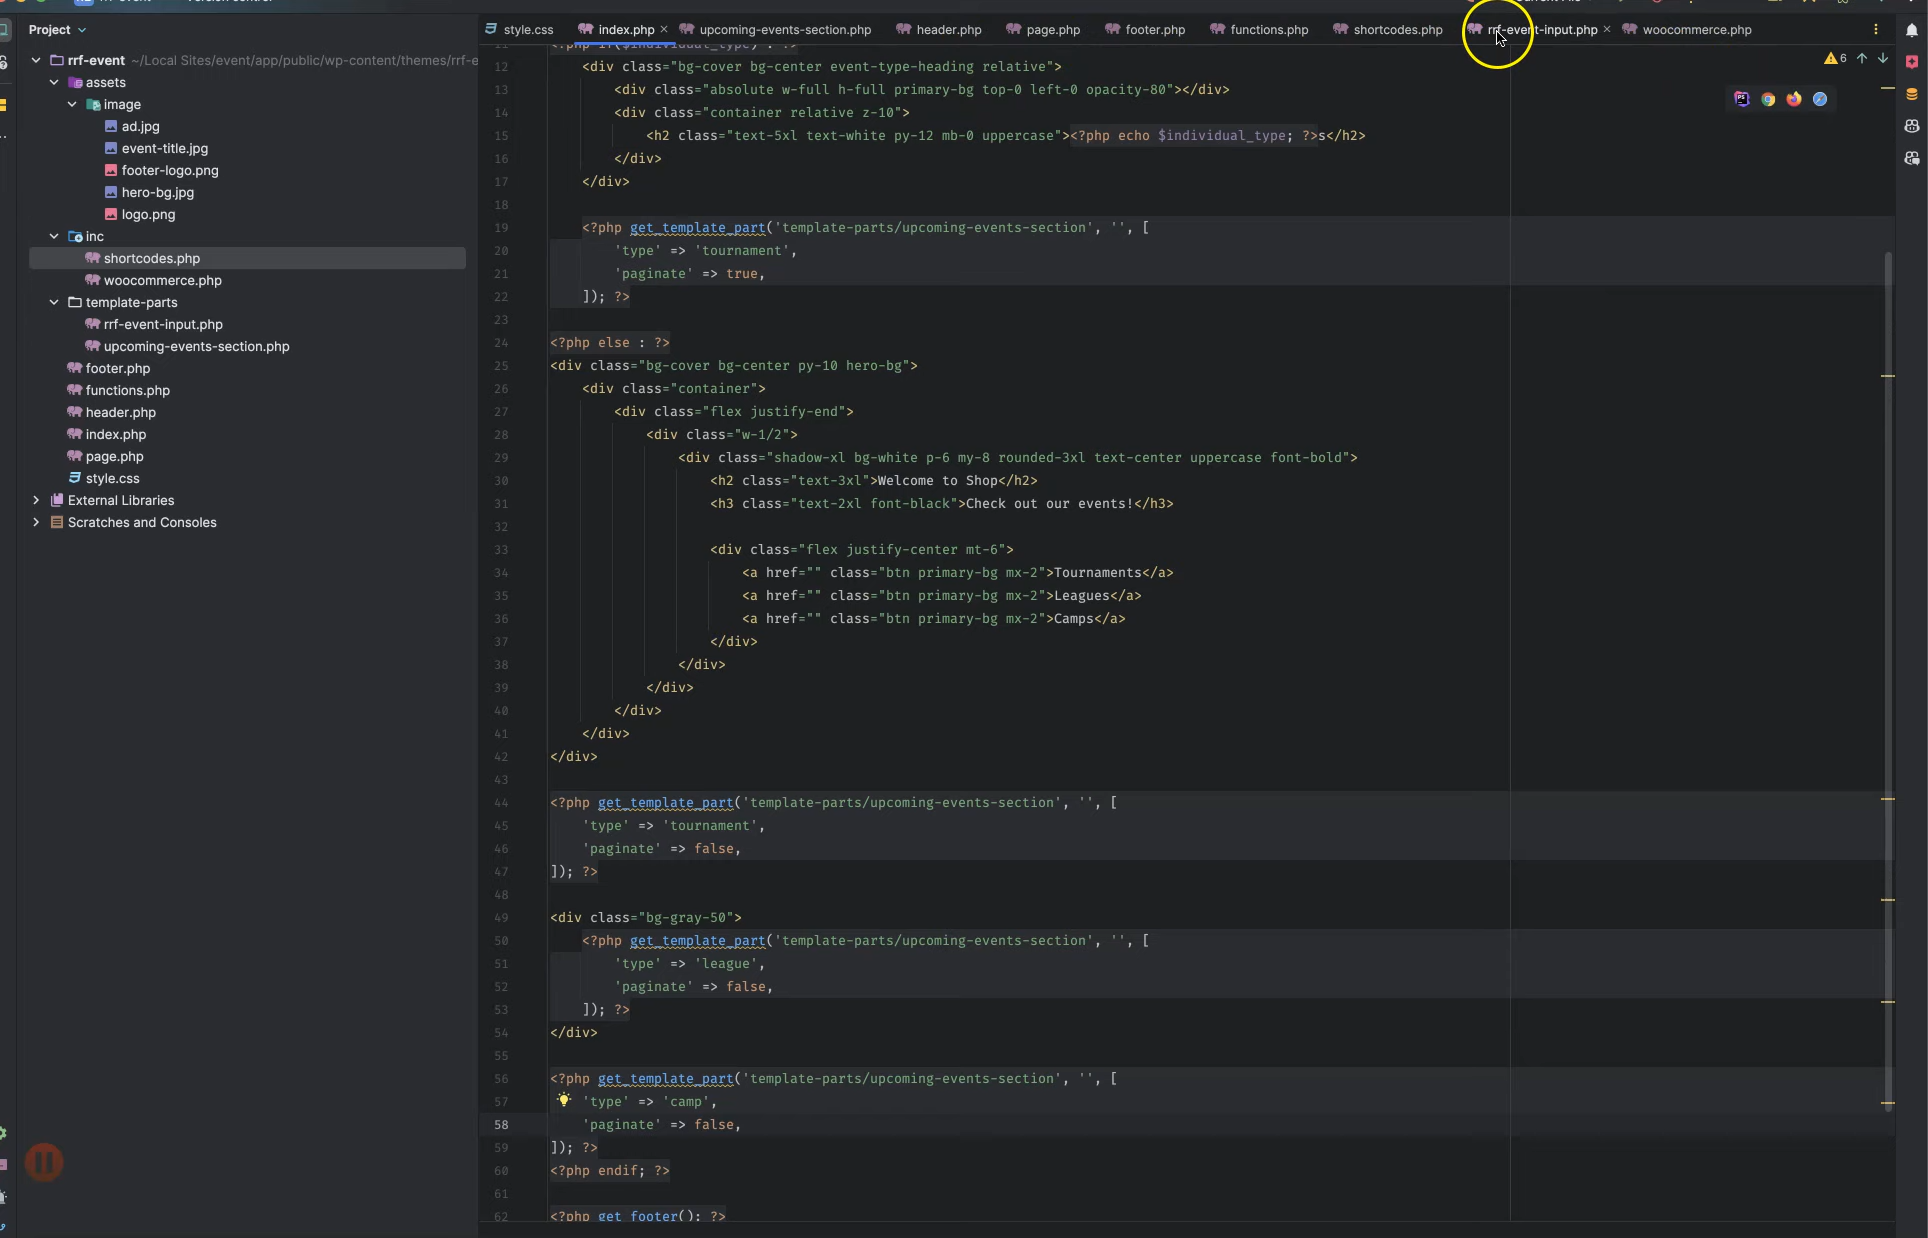 Project
rrf-event ~/Local Sites/event/app/public/wp-content/themes/rrf-e
assets
image
ad.jpg
event-title.jpg
footer-logo.png
hero-bg.jpg
logo.png
inc
shortcodes.php
woocommerce.php
template-parts
rrf-event-input.php
upcoming-events-section.php
footer.php
functions.php
header.php
index.php
page.php
style.css
External Libraries
Scratches and Consoles
style.css index.php upcoming-events-section.php header.php page.php footer.php functions.php shortcodes.php rrf-event-input.php woocommerce.php
6
11 <?php if($individual_type) : ?>
12 <div class="bg-cover bg-center event-type-heading relative">
13 <div class="absolute w-full h-full primary-bg top-0 left-0 opacity-80"></div>
14 <div class="container relative z-10">
15 <h2 class="text-5xl text-white py-12 mb-0 uppercase"><?php echo $individual_type; ?>s</h2>
16 </div>
17 </div>
18
19 <?php get_template_part('template-parts/upcoming-events-section', '', [
20 'type' => 'tournament',
21 'paginate' => true,
22 ]); ?>
23
24 <?php else : ?>
25 <div class="bg-cover bg-center py-10 hero-bg">
26 <div class="container">
27 <div class="flex justify-end">
28 <div class="w-1/2">
29 <div class="shadow-xl bg-white p-6 my-8 rounded-3xl text-center uppercase font-bold">
30 <h2 class="text-3xl">Welcome to Shop</h2>
31 <h3 class="text-2xl font-black">Check out our events!</h3>
32
33 <div class="flex justify-center mt-6">
34 <a href="" class="btn primary-bg mx-2">Tournaments</a>
35 <a href="" class="btn primary-bg mx-2">Leagues</a>
36 <a href="" class="btn primary-bg mx-2">Camps</a>
37 </div>
38 </div>
39 </div>
40 </div>
41 </div>
42 </div>
43
44 <?php get_template_part('template-parts/upcoming-events-section', '', [
45 'type' => 'tournament',
46 'paginate' => false,
47 ]); ?>
48
49 <div class="bg-gray-50">
50 <?php get_template_part('template-parts/upcoming-events-section', '', [
51 'type' => 'league',
52 'paginate' => false,
53 ]); ?>
54 </div>
55
56 <?php get_template_part('template-parts/upcoming-events-section', '', [
57 'type' => 'camp',
58 'paginate' => false,
59 ]); ?>
60 <?php endif; ?>
61
62 <?php get_footer(); ?>